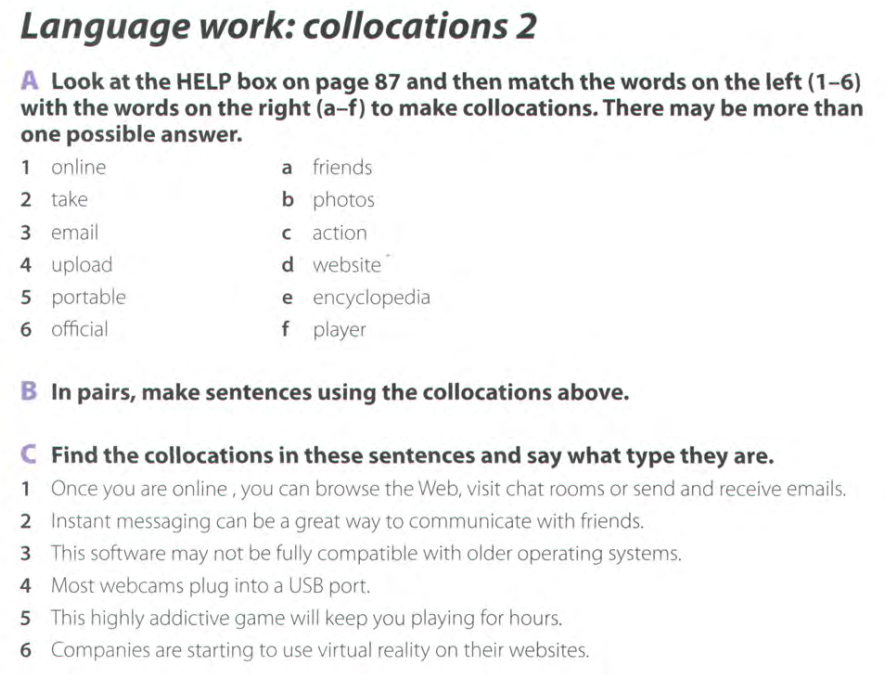 Language work: collocations 2
A Look at the HELP box on page 87 and then match the words on the left (1–6)
with the words on the right (a–f) to make collocations. There may be more than
one possible answer.
1 online a friends
2 take b photos
3 email c action
4 upload d website
5 portable e encyclopedia
6 official f player
B In pairs, make sentences using the collocations above.
C Find the collocations in these sentences and say what type they are.
1 Once you are online , you can browse the Web, visit chat rooms or send and receive emails.
2 Instant messaging can be a great way to communicate with friends.
3 This software may not be fully compatible with older operating systems.
4 Most webcams plug into a USB port.
5 This highly addictive game will keep you playing for hours.
6 Companies are starting to use virtual reality on their websites.